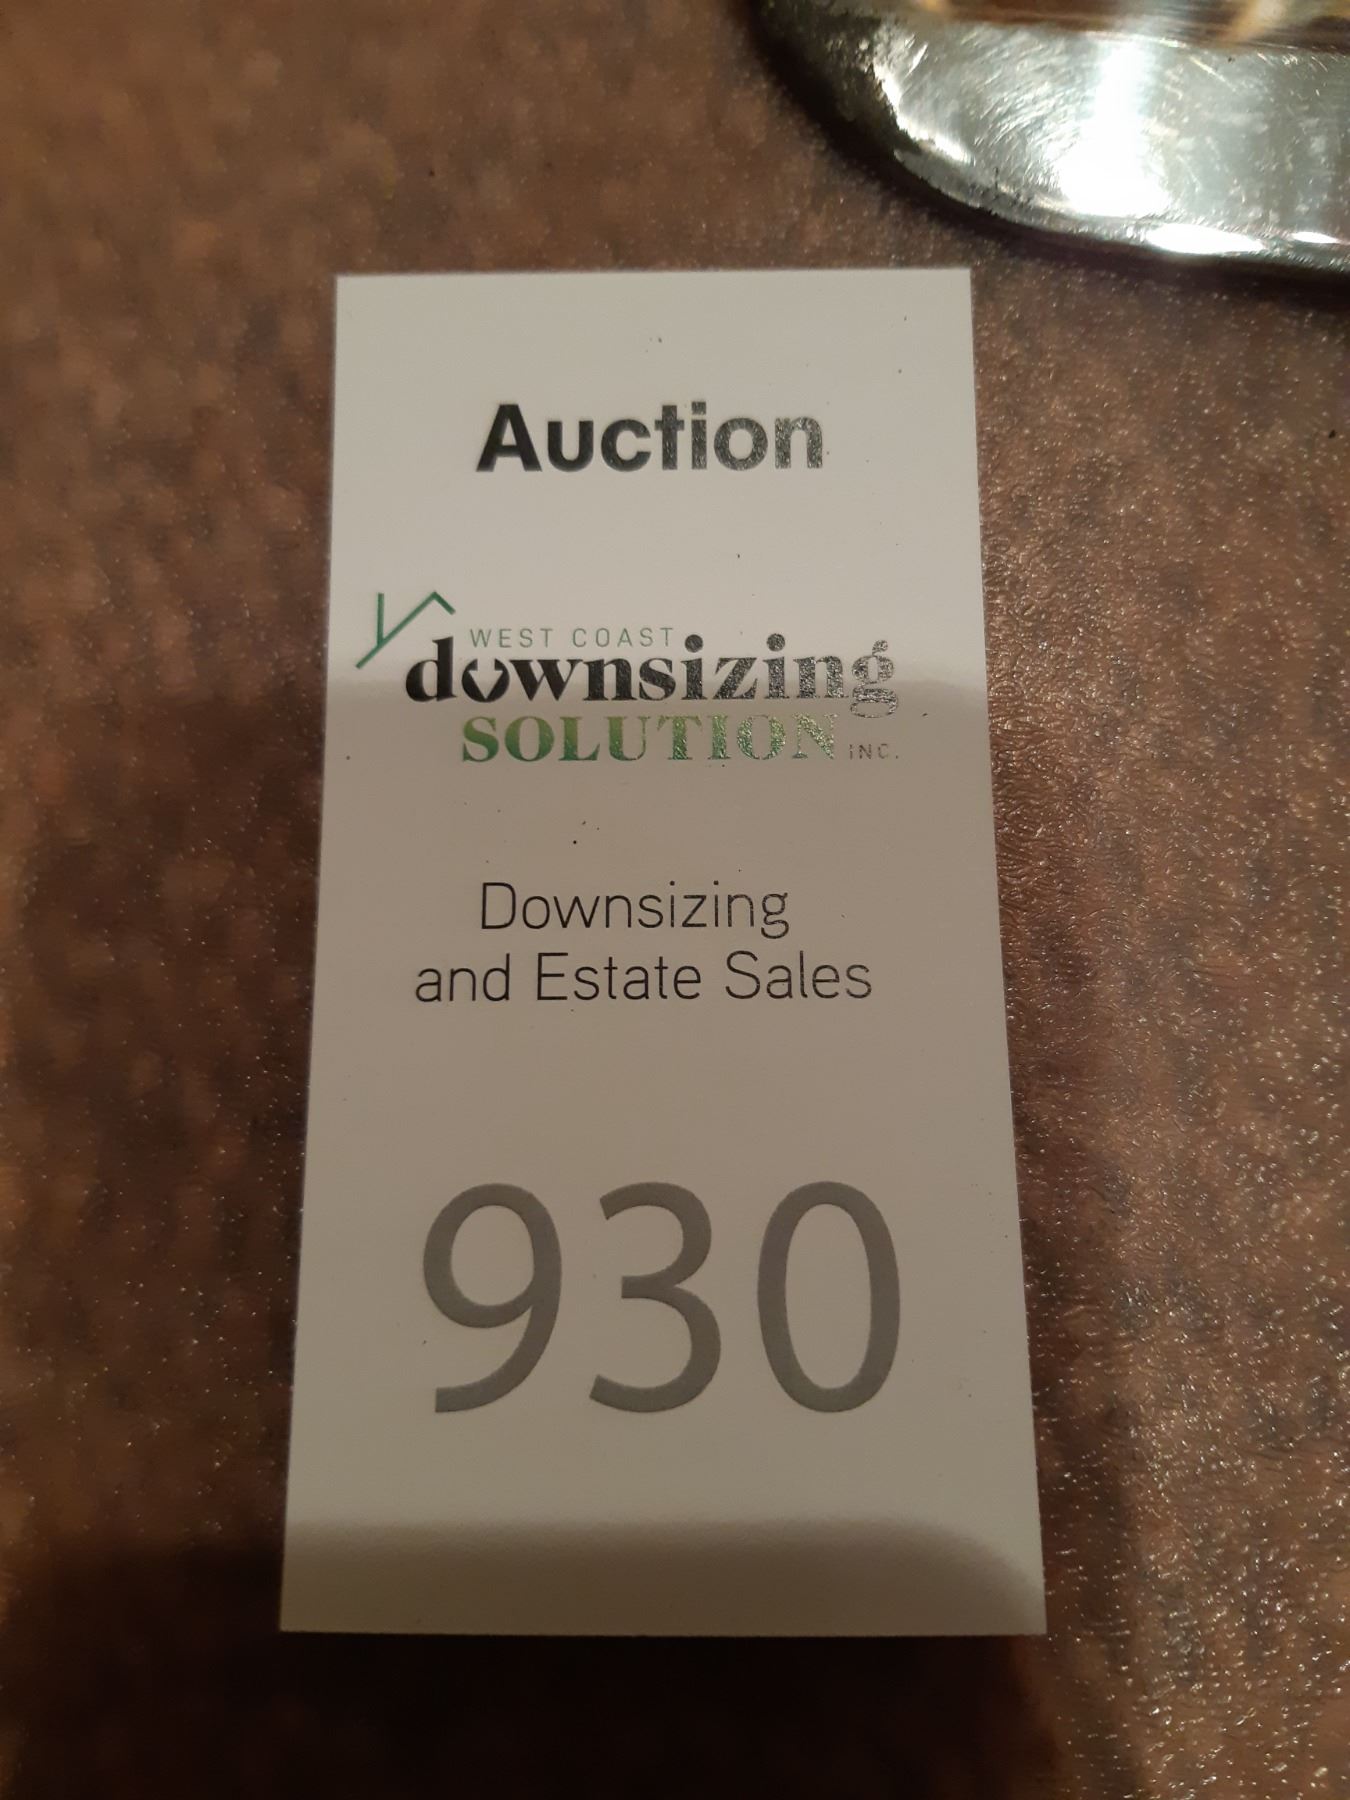 Auction
WEST COAST
downsizing
SOLUTION INC.
Downsizing
and Estate Sales
930